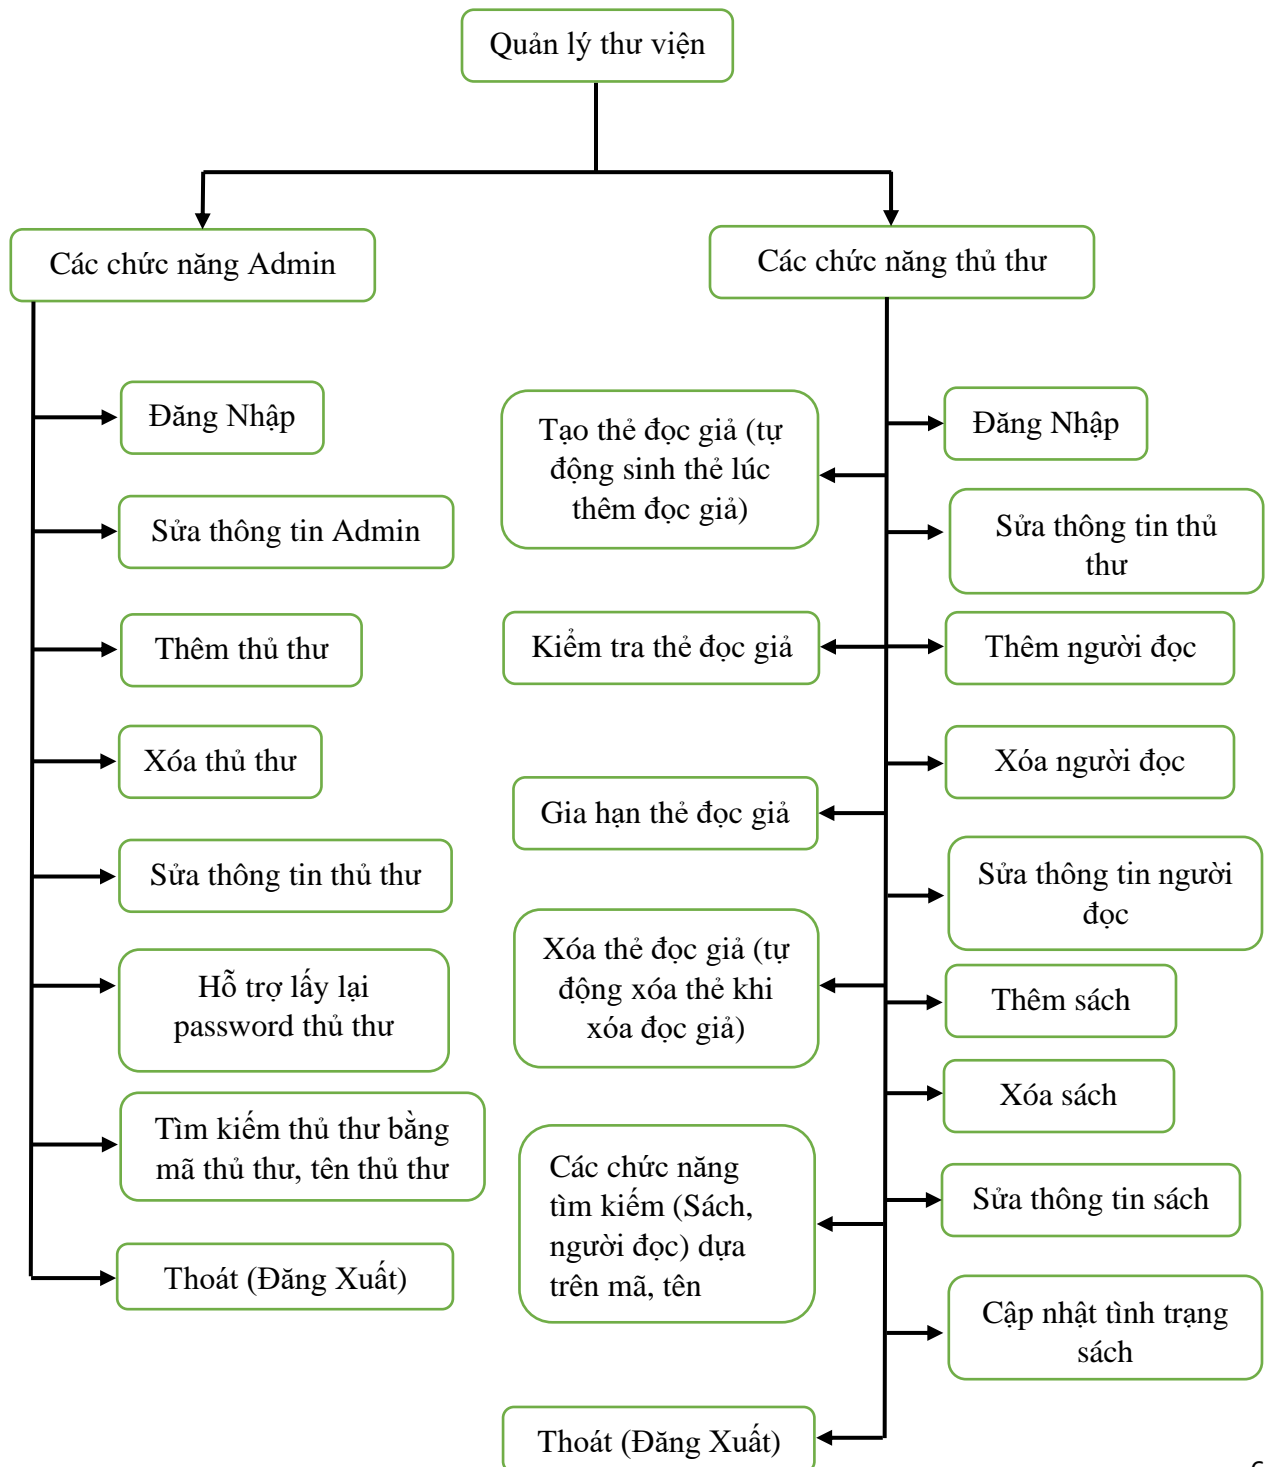 Quản lý thư viện
Các chức năng Admin
Các chức năng thủ thư
Đăng Nhập
Sửa thông tin Admin
Thêm thủ thư
Xóa thủ thư
Sửa thông tin thủ thư
Hỗ trợ lấy lại
password thủ thư
Tìm kiếm thủ thư bằng
mã thủ thư, tên thủ thư
Thoát (Đăng Xuất)
Tạo thẻ đọc giả (tự
động sinh thẻ lúc
thêm đọc giả)
Kiểm tra thẻ đọc giả
Gia hạn thẻ đọc giả
Xóa thẻ đọc giả (tự
động xóa thẻ khi
xóa đọc giả)
Các chức năng
tìm kiếm (Sách,
người đọc) dựa
trên mã, tên
Thoát (Đăng Xuất)
Đăng Nhập
Sửa thông tin thủ
thư
Thêm người đọc
Xóa người đọc
Sửa thông tin người
đọc
Thêm sách
Xóa sách
Sửa thông tin sách
Cập nhật tình trạng
sách